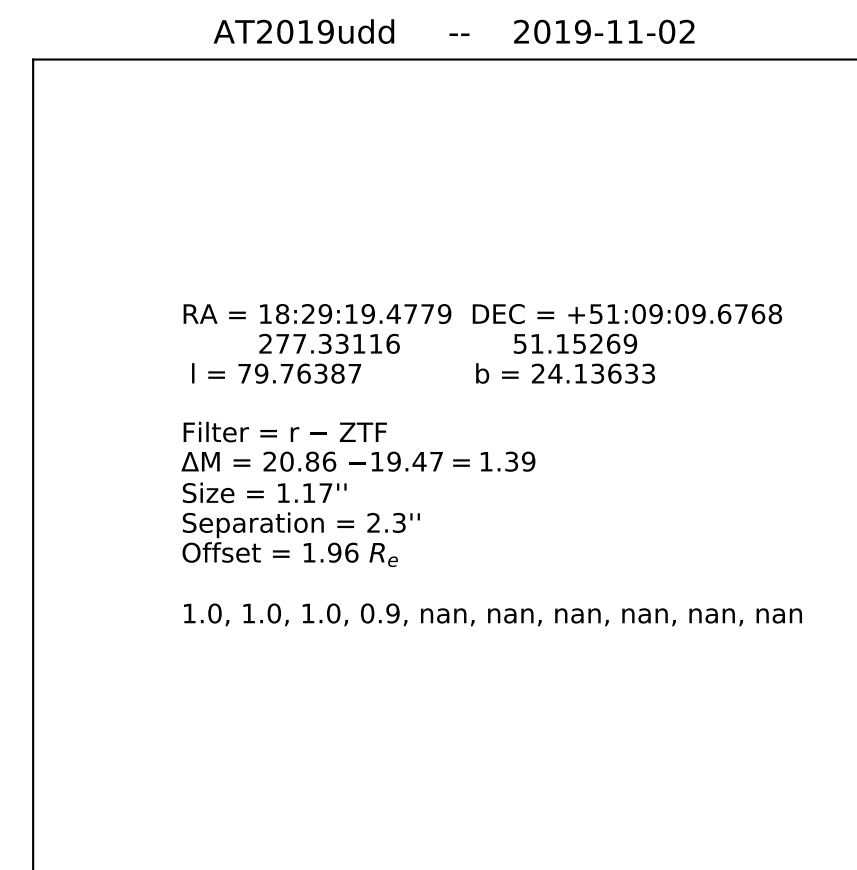 AT2019udd -- 2019-11-02
RA = 18:29:19.4779 DEC = +51:09:09.6768
277.33116 51.15269
l = 79.76387 b = 24.13633
Filter = r − ZTF
ΔM = 20.86 −19.47 = 1.39
Size = 1.17''
Separation = 2.3''
Offset = 1.96 Rₑ
1.0, 1.0, 1.0, 0.9, nan, nan, nan, nan, nan, nan